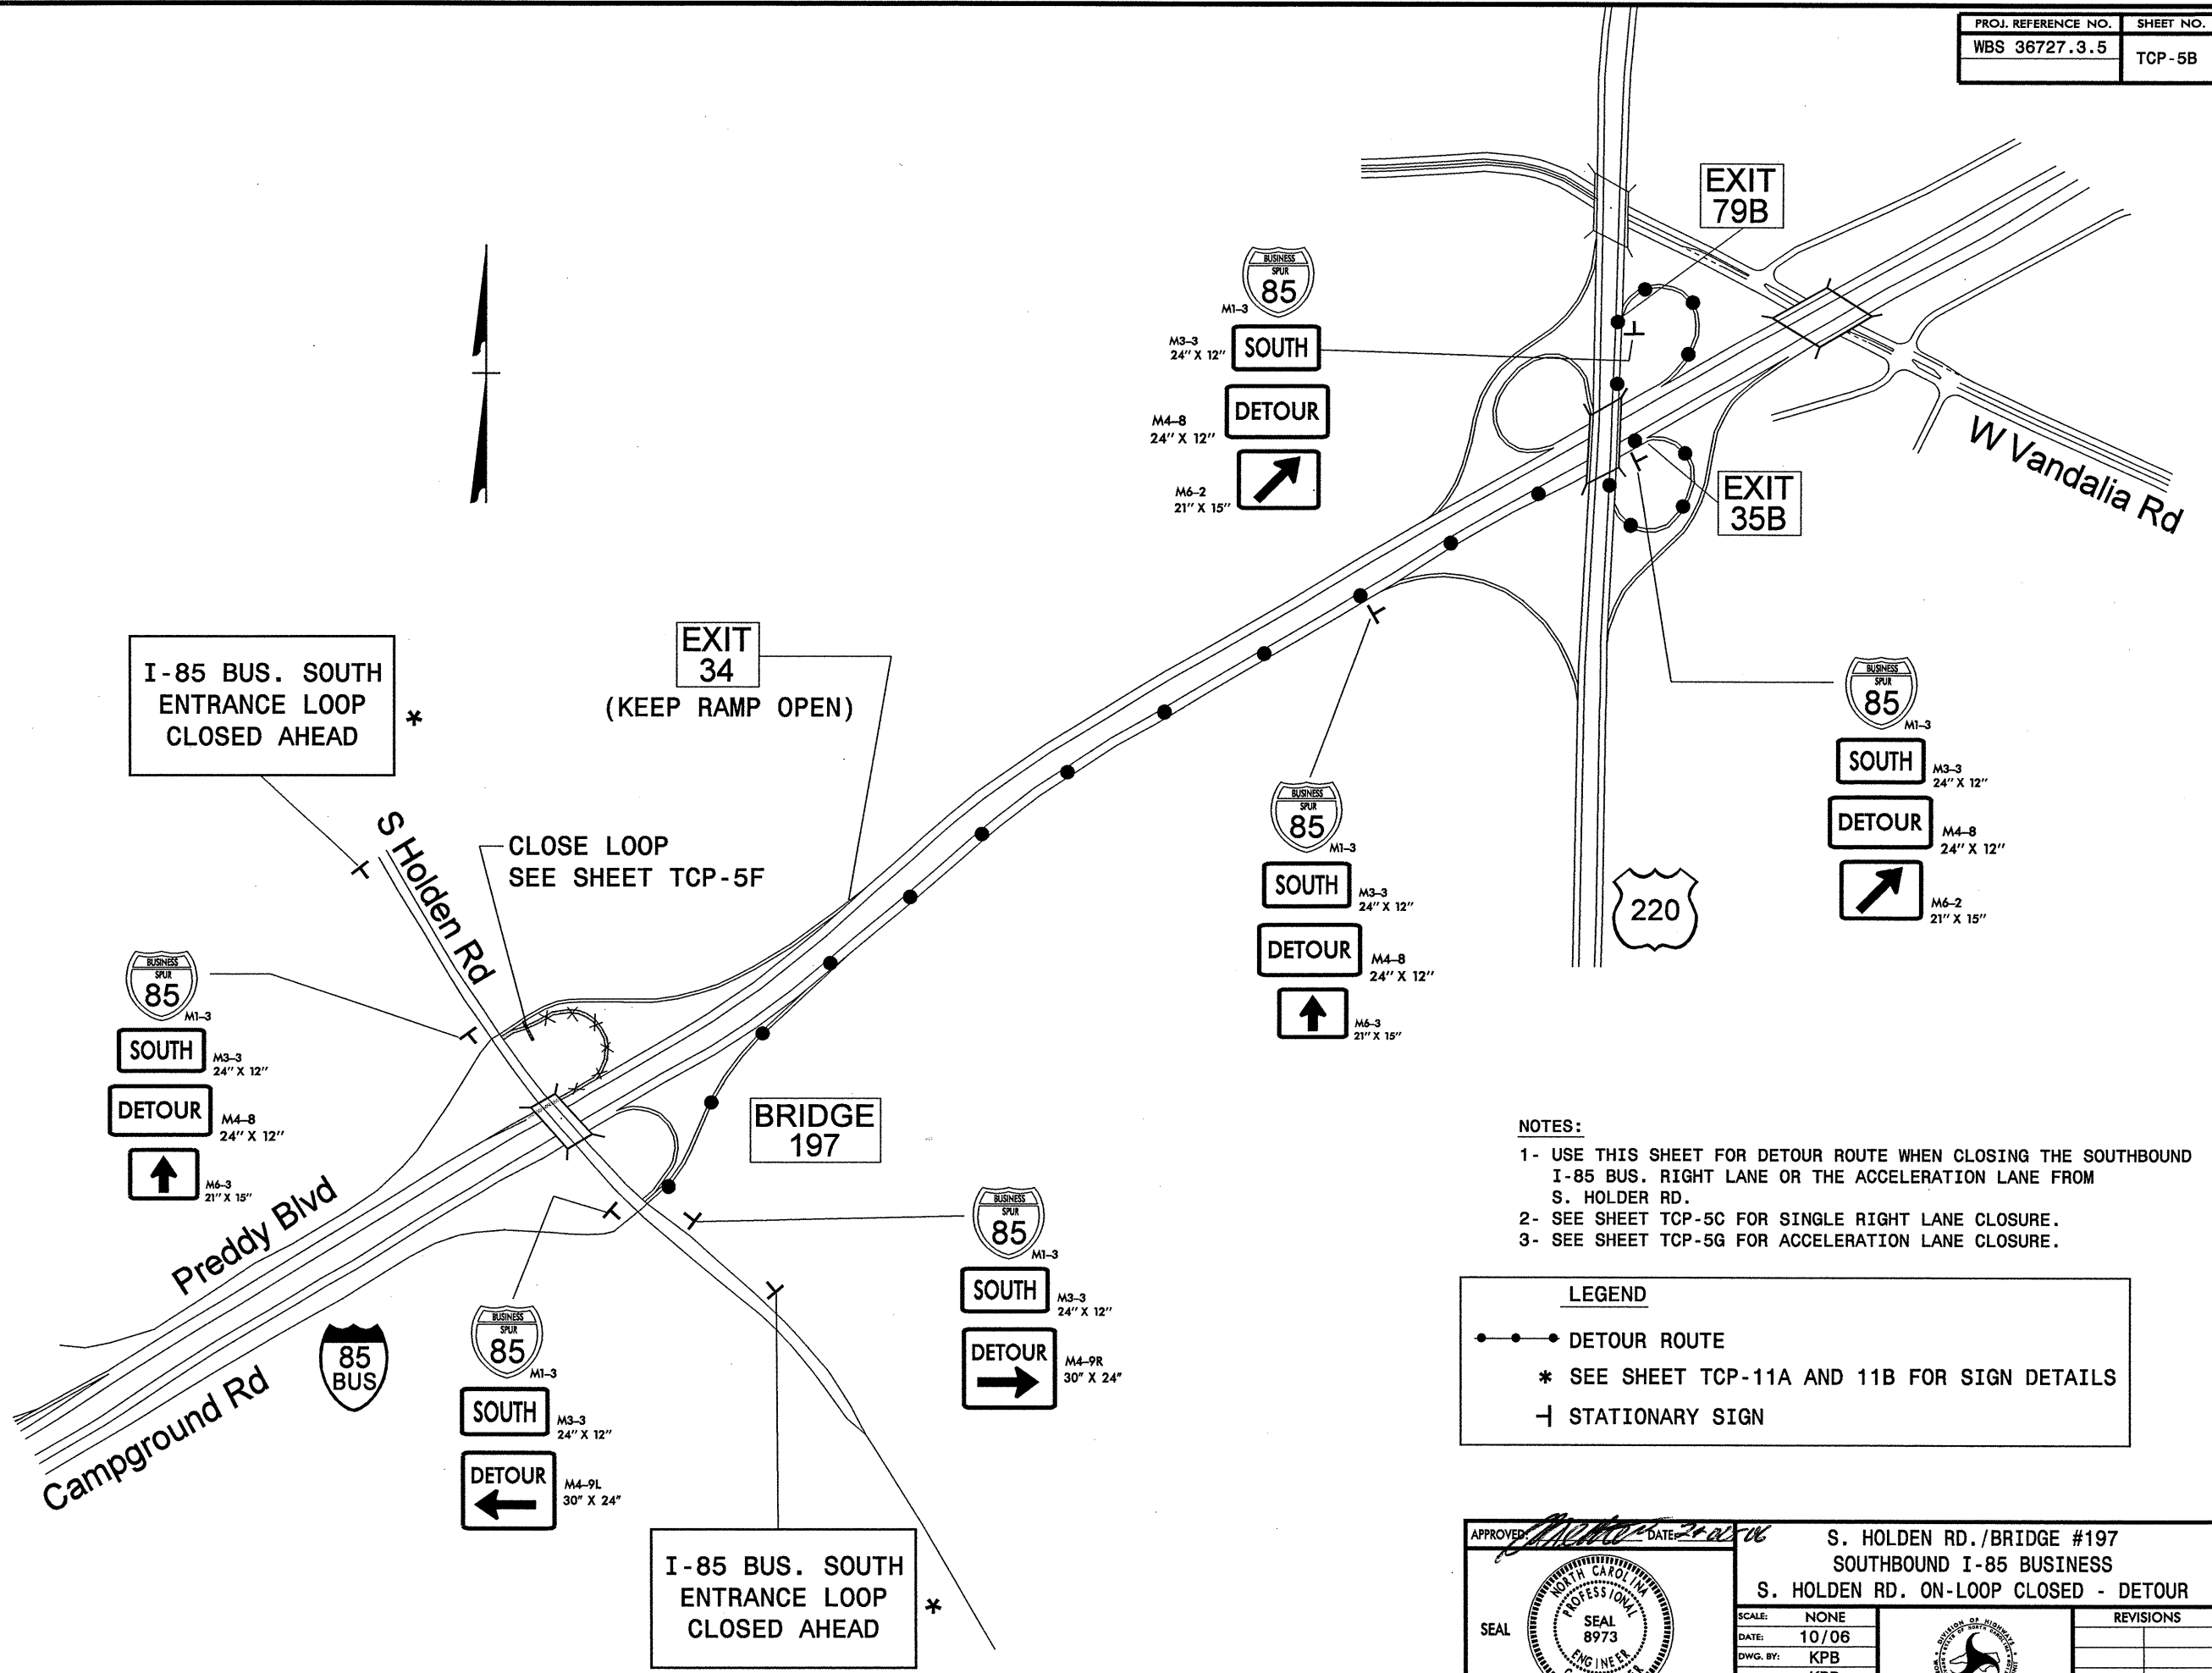 PROJ. REFERENCE NO.
SHEET NO.
WBS 36727.3.5
TCP-5B
EXIT
79B
BUSINESS
SPUR
85
M1-3
SOUTH
M3-3
24" X 12"
DETOUR
M4-8
24" X 12"
M6-2
21" X 15"
W Vandalia Rd
EXIT
35B
EXIT
34
(KEEP RAMP OPEN)
I-85 BUS. SOUTH
ENTRANCE LOOP
CLOSED AHEAD
*
BUSINESS
SPUR
85
M1-3
SOUTH
M3-3
24" X 12"
DETOUR
M4-8
24" X 12"
M6-2
21" X 15"
BUSINESS
SPUR
85
M1-3
SOUTH
M3-3
24" X 12"
DETOUR
M4-8
24" X 12"
M6-3
21" X 15"
220
S Holden Rd
CLOSE LOOP
SEE SHEET TCP-5F
BUSINESS
SPUR
85
M1-3
SOUTH
M3-3
24" X 12"
DETOUR
M4-8
24" X 12"
M6-3
21" X 15"
BRIDGE
197
Preddy Blvd
Campground Rd
85
BUS
BUSINESS
SPUR
85
M1-3
SOUTH
M3-3
24" X 12"
DETOUR
M4-9R
30" X 24"
BUSINESS
SPUR
85
M1-3
SOUTH
M3-3
24" X 12"
DETOUR
M4-9L
30" X 24"
I-85 BUS. SOUTH
ENTRANCE LOOP
CLOSED AHEAD
*
NOTES:
1- USE THIS SHEET FOR DETOUR ROUTE WHEN CLOSING THE SOUTHBOUND
I-85 BUS. RIGHT LANE OR THE ACCELERATION LANE FROM
S. HOLDER RD.
2- SEE SHEET TCP-5C FOR SINGLE RIGHT LANE CLOSURE.
3- SEE SHEET TCP-5G FOR ACCELERATION LANE CLOSURE.
LEGEND
DETOUR ROUTE
* SEE SHEET TCP-11A AND 11B FOR SIGN DETAILS
STATIONARY SIGN
APPROVED:
DATE:
SEAL
NORTH CAROLINA
PROFESSIONAL
SEAL
8973
ENGINEER
S. HOLDEN RD./BRIDGE #197
SOUTHBOUND I-85 BUSINESS
S. HOLDEN RD. ON-LOOP CLOSED - DETOUR
SCALE: NONE
DATE: 10/06
DWG. BY: KPB
DIVISION OF HIGHWAYS
REVISIONS